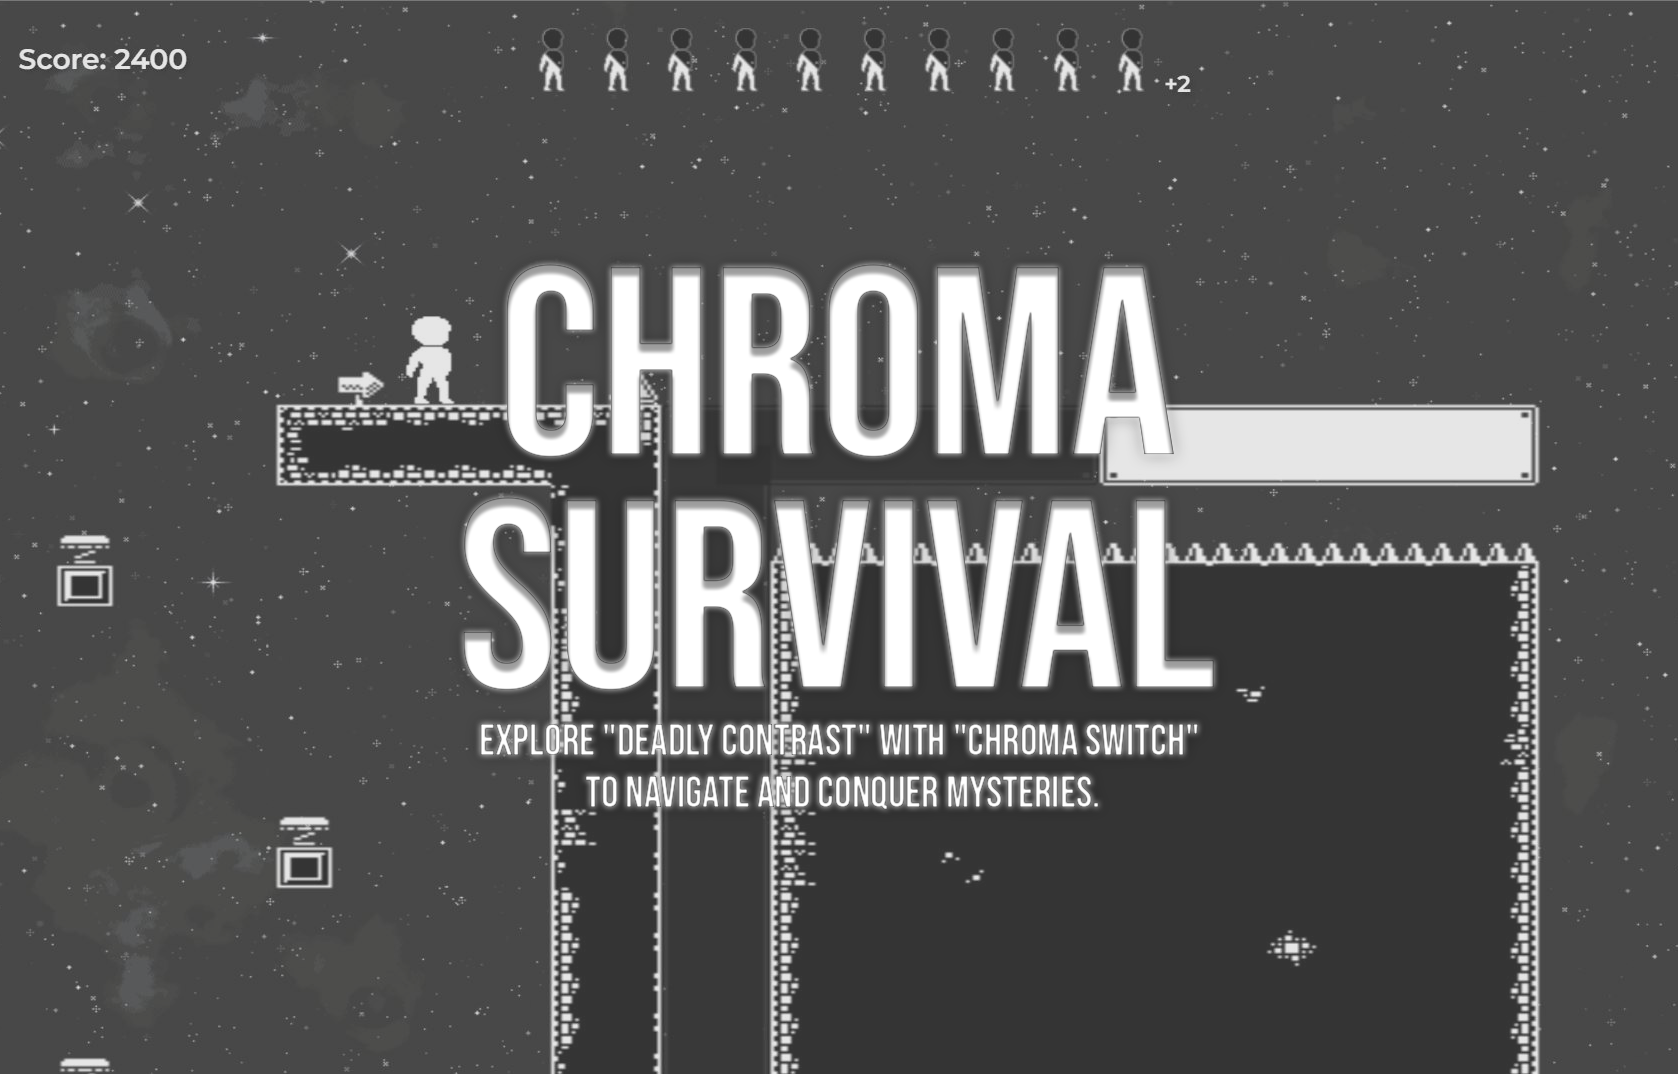 Score: 2400
+2
CHROMA
SURVIVAL
EXPLORE "DEADLY CONTRAST" WITH "CHROMA SWITCH"
TO NAVIGATE AND CONQUER MYSTERIES.